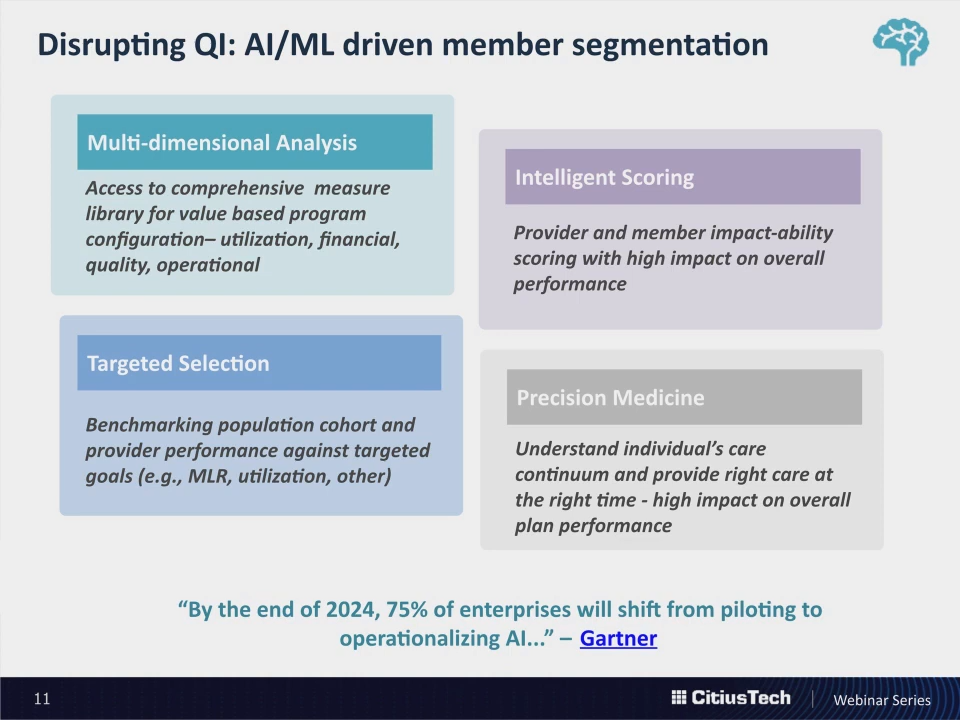 Disrupting QI: AI/ML driven member segmentation
Multi-dimensional Analysis
Access to comprehensive  measure
library for value based program
configuration– utilization, financial,
quality, operational
Intelligent Scoring
Provider and member impact-ability
scoring with high impact on overall
performance
Targeted Selection
Benchmarking population cohort and
provider performance against targeted
goals (e.g., MLR, utilization, other)
Precision Medicine
Understand individual’s care
continuum and provide right care at
the right time - high impact on overall
plan performance
“By the end of 2024, 75% of enterprises will shift from piloting to
operationalizing AI...” – Gartner
11
CitiusTech
Webinar Series